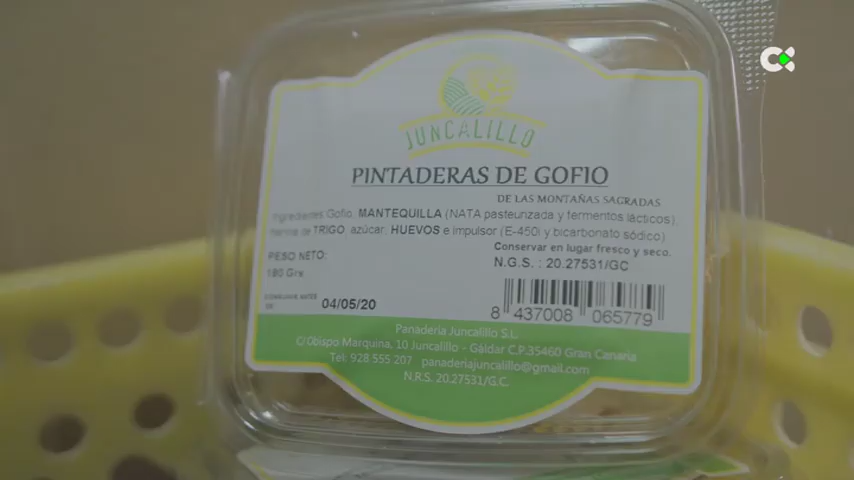 JUNCALILLO
PINTADERAS DE GOFIO
DE LAS MONTAÑAS SAGRADAS
Ingredientes Gofio, MANTEQUILLA (NATA pasteurizada y fermentos lácticos),
Harina de TRIGO, azúcar, HUEVOS e impulsor (E-450i y bicarbonato sódico)
Conservar en lugar fresco y seco.
PESO NETO:
N.G.S. : 20.27531/GC
180 Grs
CONSUMIR ANTES
DE:
04/05/20
8 437008 065779
Panadería Juncalillo S.L.
C/Obispo Marquina, 10 Juncalillo - Gáldar C.P.35460 Gran Canaria
Tel: 928 555 207 panaderiajuncalillo@gmail.com
N.R.S. 20.27531/G.C.